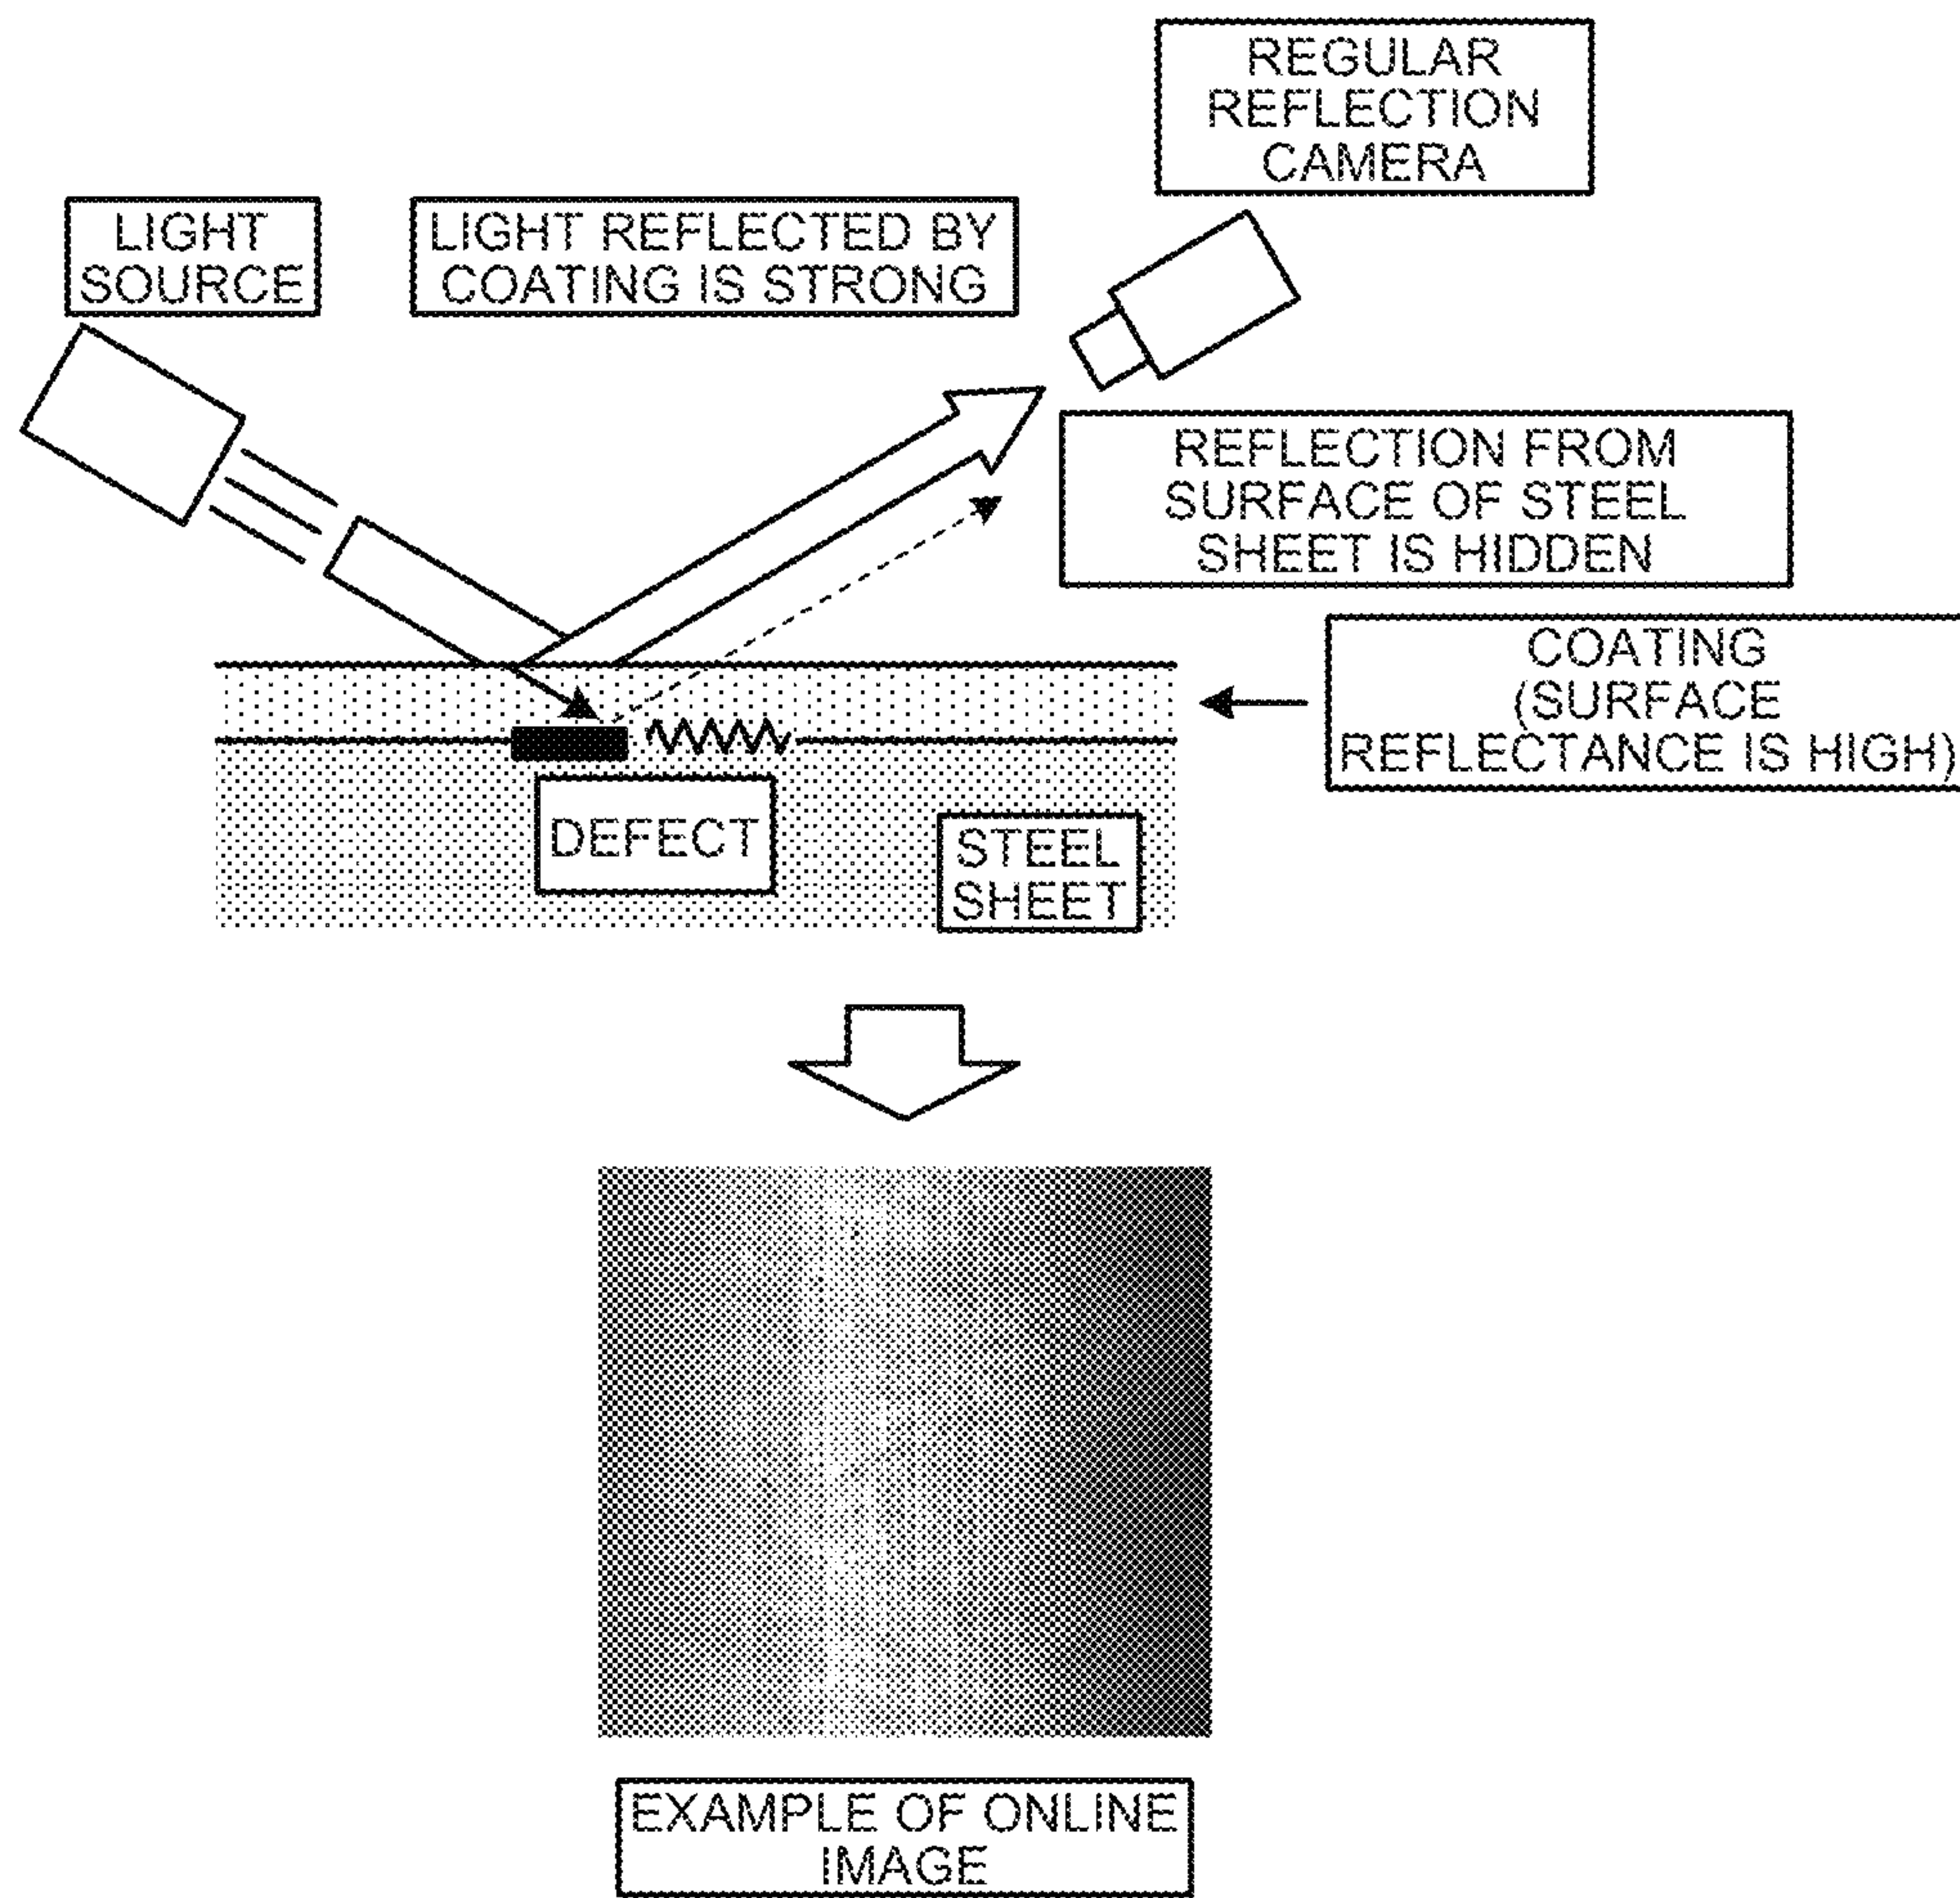 REGULAR
REFLECTION
CAMERA
LIGHT
SOURCE
LIGHT REFLECTED BY
COATING IS STRONG
REFLECTION FROM
SURFACE OF STEEL
SHEET IS HIDDEN
COATING
(SURFACE
REFLECTANCE IS HIGH)
DEFECT
STEEL
SHEET
EXAMPLE OF ONLINE
IMAGE